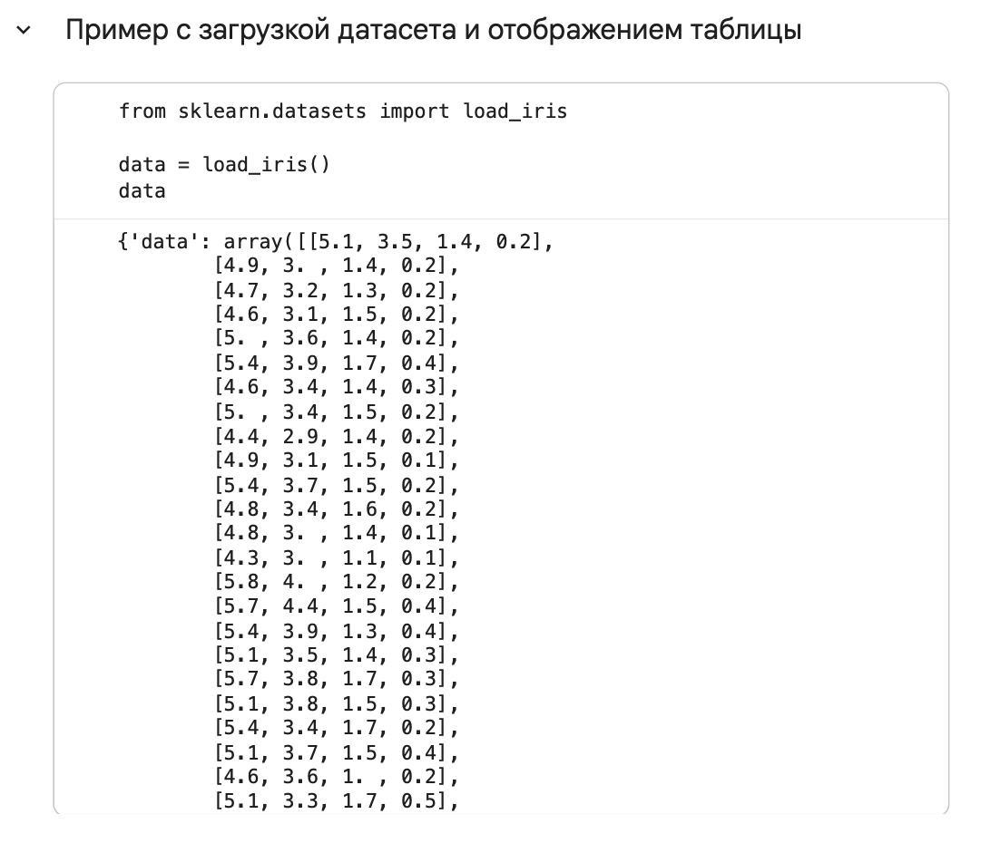 Пример с загрузкой датасета и отображением таблицы
from sklearn.datasets import load_iris
data = load_iris()
data
{'data': array([[5.1, 3.5, 1.4, 0.2],
[4.9, 3. , 1.4, 0.2],
[4.7, 3.2, 1.3, 0.2],
[4.6, 3.1, 1.5, 0.2],
[5. , 3.6, 1.4, 0.2],
[5.4, 3.9, 1.7, 0.4],
[4.6, 3.4, 1.4, 0.3],
[5. , 3.4, 1.5, 0.2],
[4.4, 2.9, 1.4, 0.2],
[4.9, 3.1, 1.5, 0.1],
[5.4, 3.7, 1.5, 0.2],
[4.8, 3.4, 1.6, 0.2],
[4.8, 3. , 1.4, 0.1],
[4.3, 3. , 1.1, 0.1],
[5.8, 4. , 1.2, 0.2],
[5.7, 4.4, 1.5, 0.4],
[5.4, 3.9, 1.3, 0.4],
[5.1, 3.5, 1.4, 0.3],
[5.7, 3.8, 1.7, 0.3],
[5.1, 3.8, 1.5, 0.3],
[5.4, 3.4, 1.7, 0.2],
[5.1, 3.7, 1.5, 0.4],
[4.6, 3.6, 1. , 0.2],
[5.1, 3.3, 1.7, 0.5],